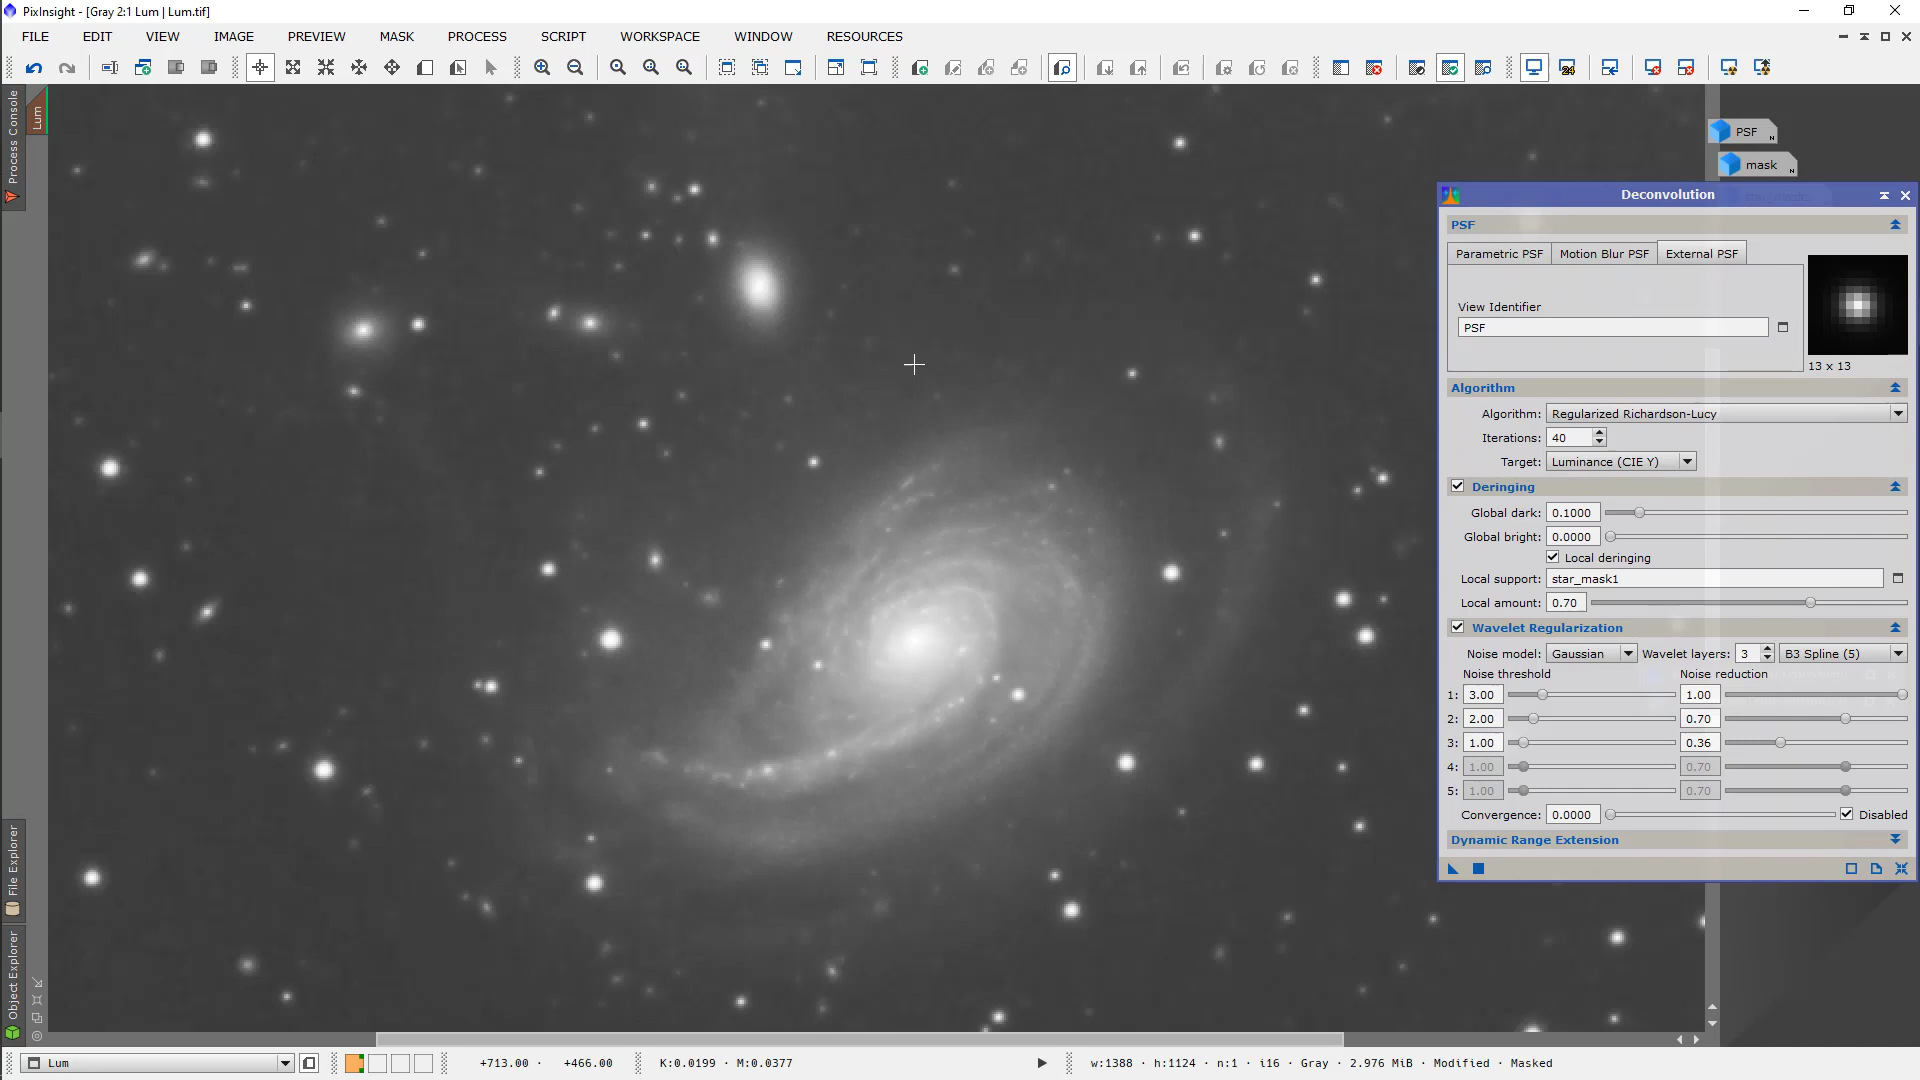 PixInsight - [Gray 2:1 Lum | Lum.tif]
FILE EDIT VIEW IMAGE PREVIEW MASK PROCESS SCRIPT WORKSPACE WINDOW RESOURCES
24
Process Console
Lum
File Explorer
Object Explorer
PSF
N
mask
N
Deconvolution
PSF
Parametric PSF Motion Blur PSF External PSF
View Identifier
PSF
13 x 13
Algorithm
Algorithm: Regularized Richardson-Lucy
Iterations: 40
Target: Luminance (CIE Y)
Deringing
Global dark: 0.1000
Global bright: 0.0000
Local deringing
Local support: star_mask1
Local amount: 0.70
Wavelet Regularization
Noise model: Gaussian Wavelet layers: 3 B3 Spline (5)
Noise threshold Noise reduction
1: 3.00 1.00
2: 2.00 0.70
3: 1.00 0.36
4: 1.00 0.70
5: 1.00 0.70
Convergence: 0.0000 Disabled
Dynamic Range Extension
Lum +713.00 · +466.00 K:0.0199 · M:0.0377 w:1388 · h:1124 · n:1 · i16 · Gray · 2.976 MiB · Modified · Masked